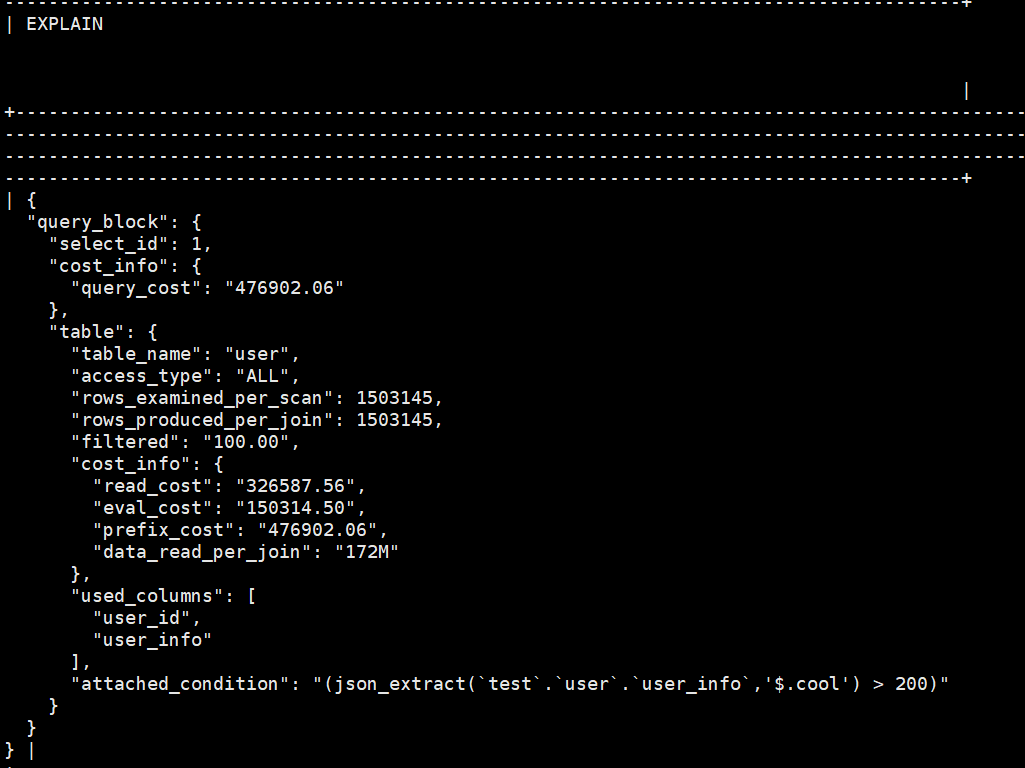 -----------------------------------------------------------------------------------------+
| EXPLAIN
|
+----------------------------------------------------------------------------------------------
-----------------------------------------------------------------------------------------------
-----------------------------------------------------------------------------------------------
-----------------------------------------------------------------------------------------+
| {
  "query_block": {
    "select_id": 1,
    "cost_info": {
      "query_cost": "476902.06"
    },
    "table": {
      "table_name": "user",
      "access_type": "ALL",
      "rows_examined_per_scan": 1503145,
      "rows_produced_per_join": 1503145,
      "filtered": "100.00",
      "cost_info": {
        "read_cost": "326587.56",
        "eval_cost": "150314.50",
        "prefix_cost": "476902.06",
        "data_read_per_join": "172M"
      },
      "used_columns": [
        "user_id",
        "user_info"
      ],
      "attached_condition": "(json_extract(`test`.`user`.`user_info`,'$.cool') > 200)"
    }
  }
} |